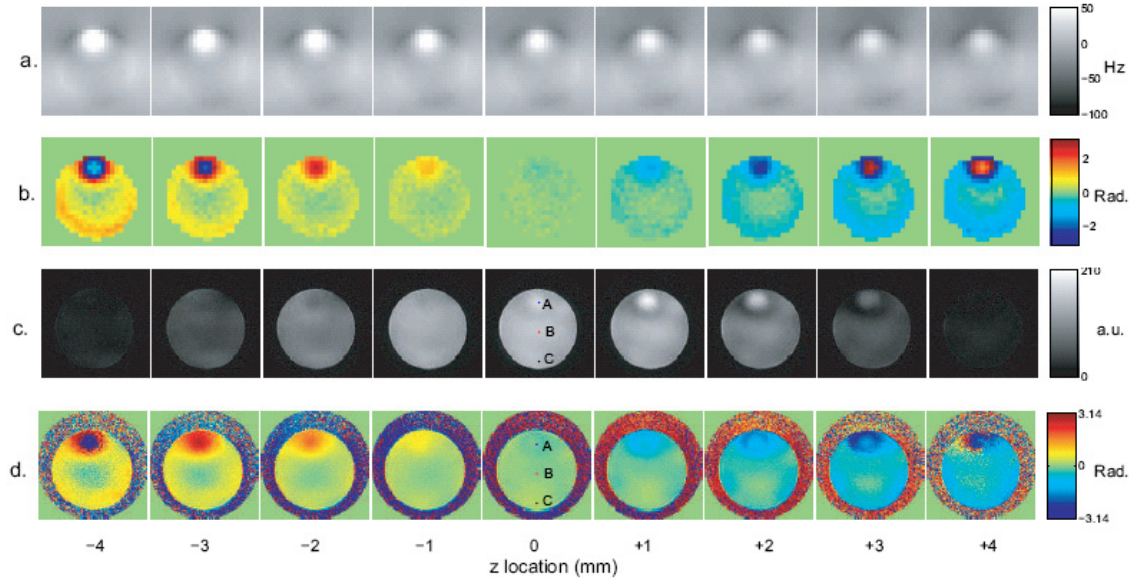 a.
50
0
Hz
−50
−100
b.
2
0
Rad.
−2
c.
A
B
C
210
a.u.
0
d.
A
B
C
3.14
0
Rad.
−3.14
−4 −3 −2 −1 0 +1 +2 +3 +4
z location (mm)